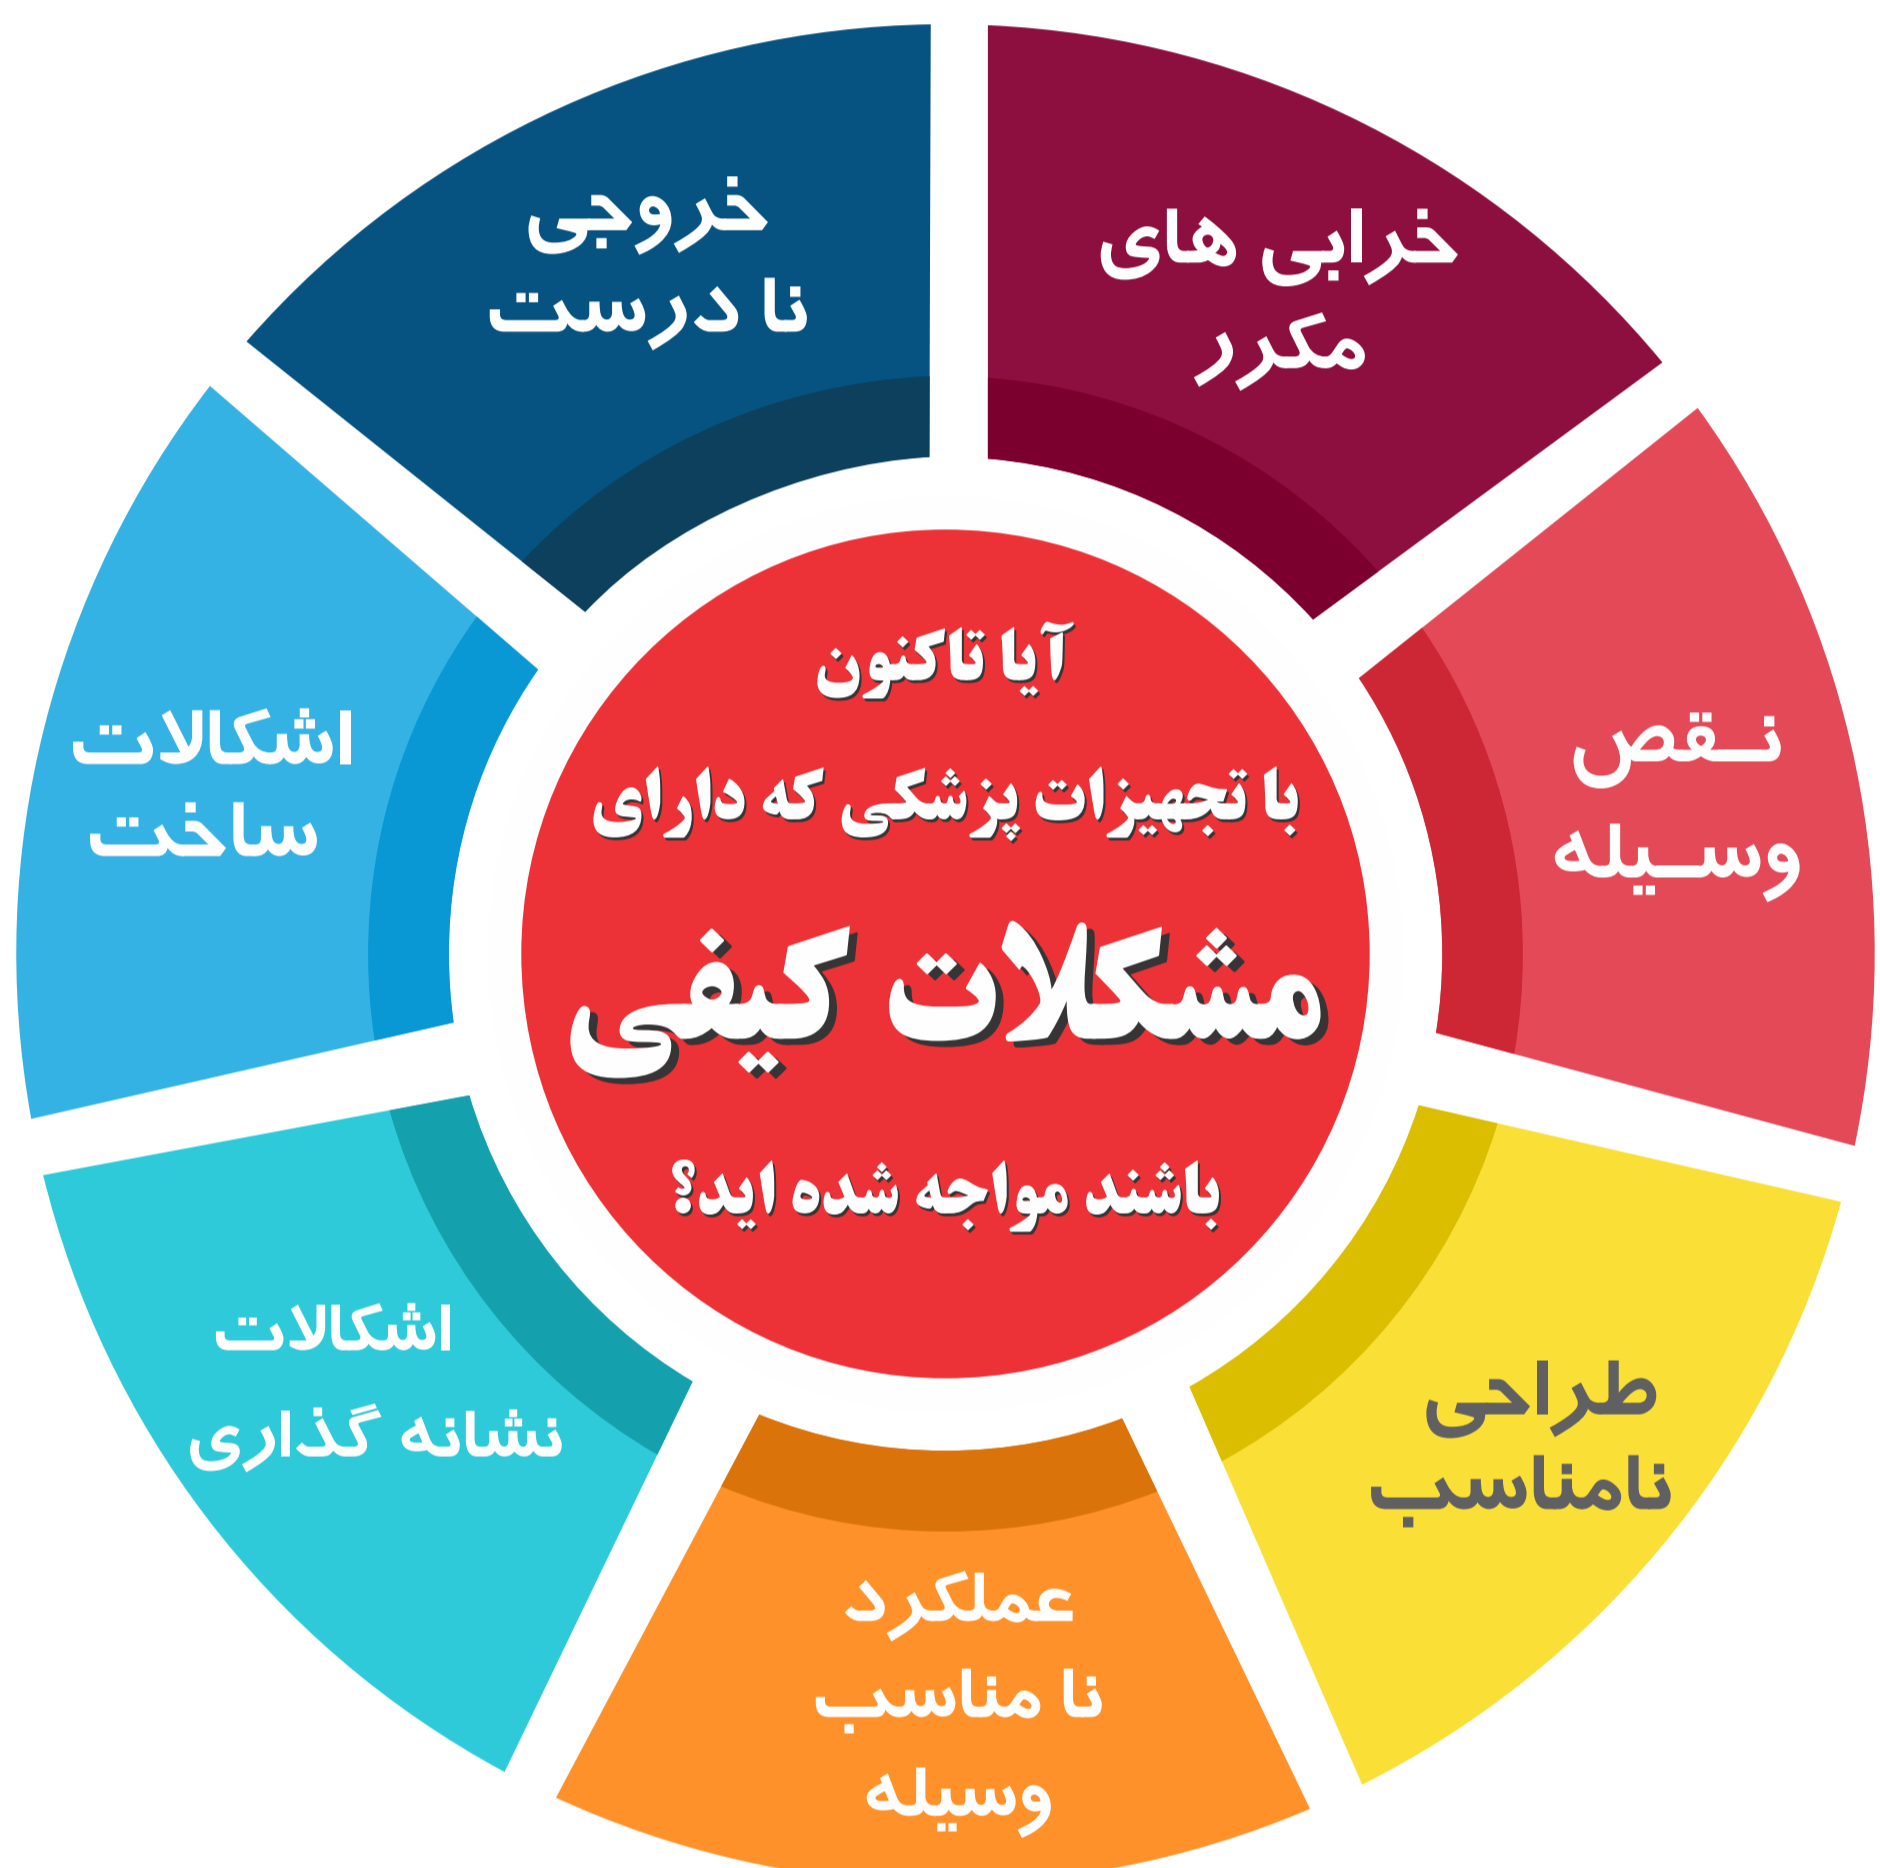 آیا تاکنون
با تجهیزات پزشکی که دارای
مشکلات کیفی
باشند مواجه شده اید؟
خرابی های
مکرر
نـقص
وسـیله
طراحی
نامناسب
عملکرد
نا مناسب
وسیله
اشکالات
نشانه گذاری
اشکالات
ساخت
خروجی
نا درست